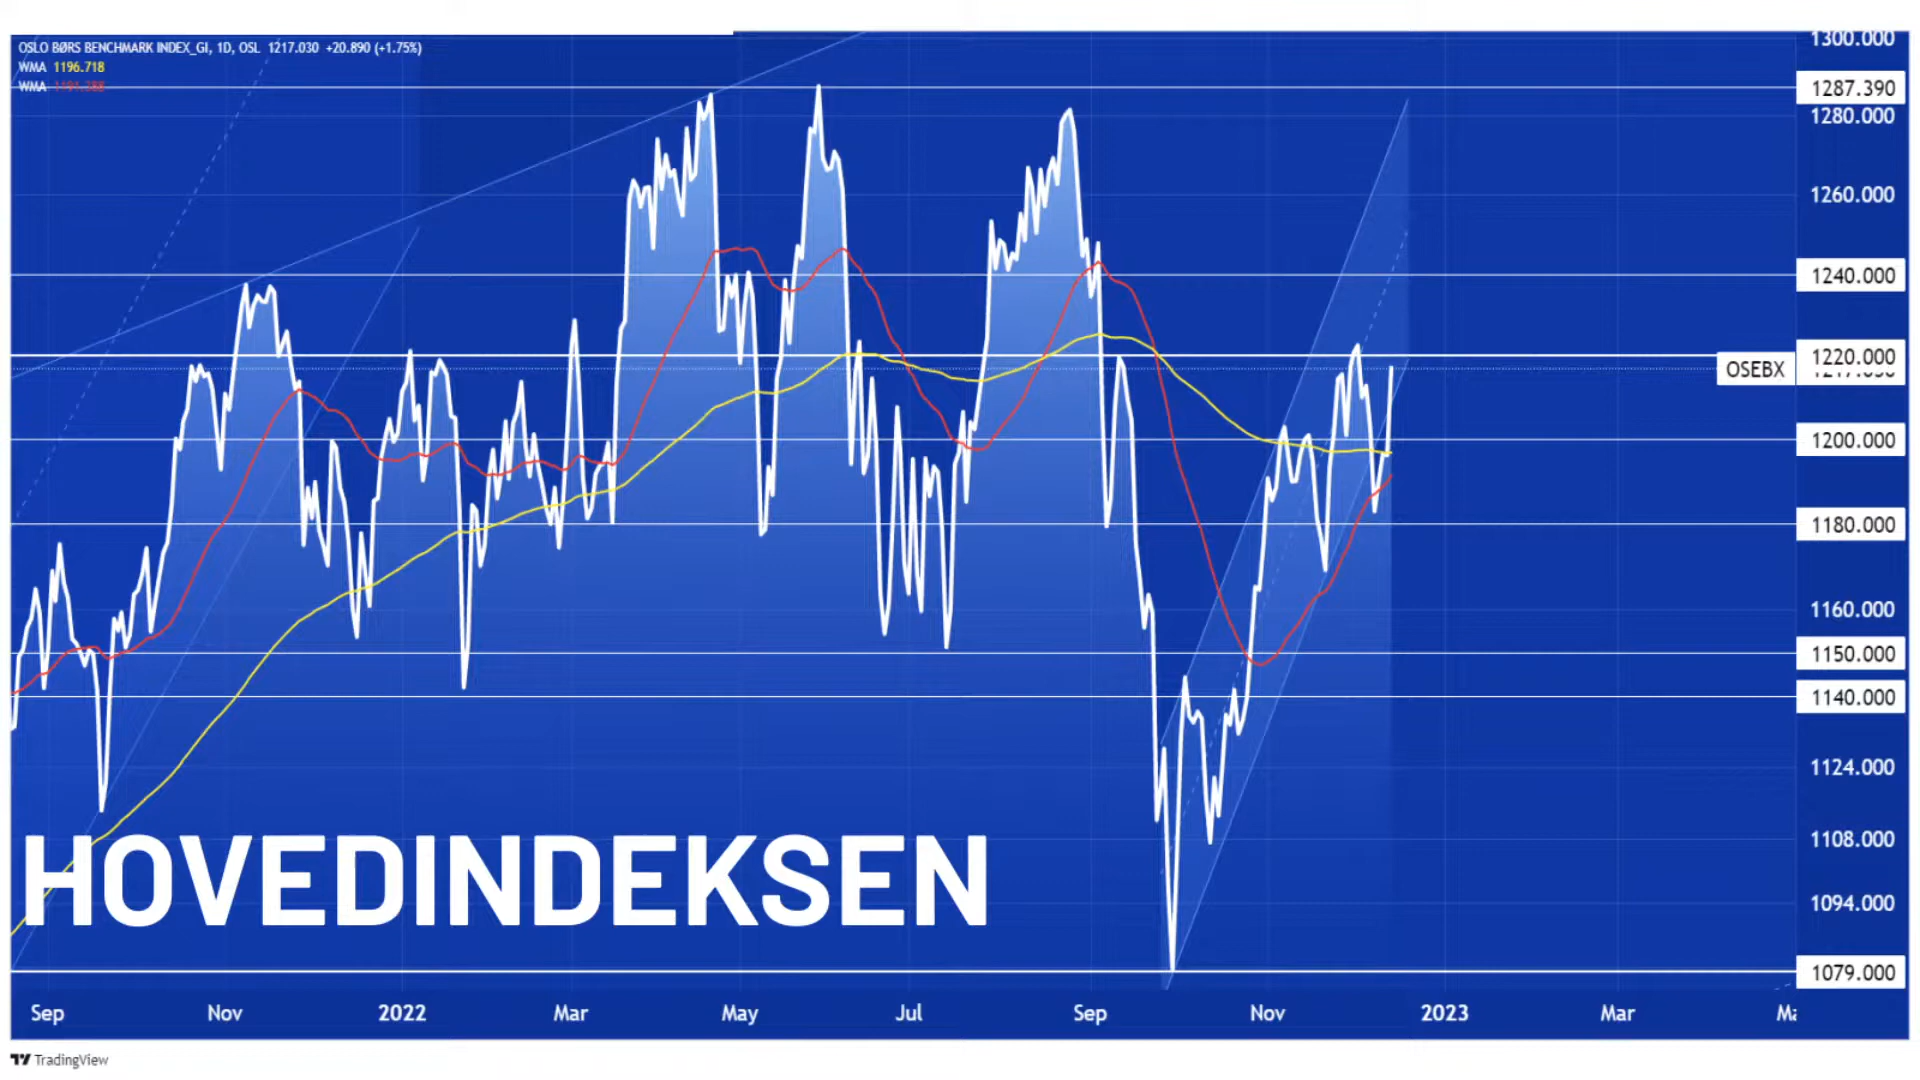 OSLO BØRS BENCHMARK INDEX_GI, 1D, OSL 1217.030 +20.890 (+1.75%)
WMA 1196.718
WMA
1300.000
1287.390
1280.000
1260.000
1240.000
1220.000
OSEBX
1200.000
1180.000
1160.000
1150.000
1140.000
1124.000
1108.000
1094.000
1079.000
HOVEDINDEKSEN
Sep Nov 2022 Mar May Jul Sep Nov 2023 Mar
TradingView